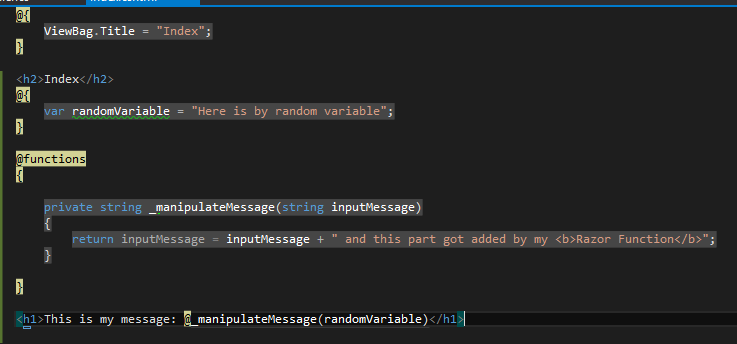 @{
ViewBag.Title = "Index";
}
<h2>Index</h2>
@{
var randomVariable = "Here is by random variable";
}
@functions
{
private string _manipulateMessage(string inputMessage)
{
return inputMessage = inputMessage + " and this part got added by my <b>Razor Function</b>";
}
}
<h1>This is my message: @_manipulateMessage(randomVariable)</h1>